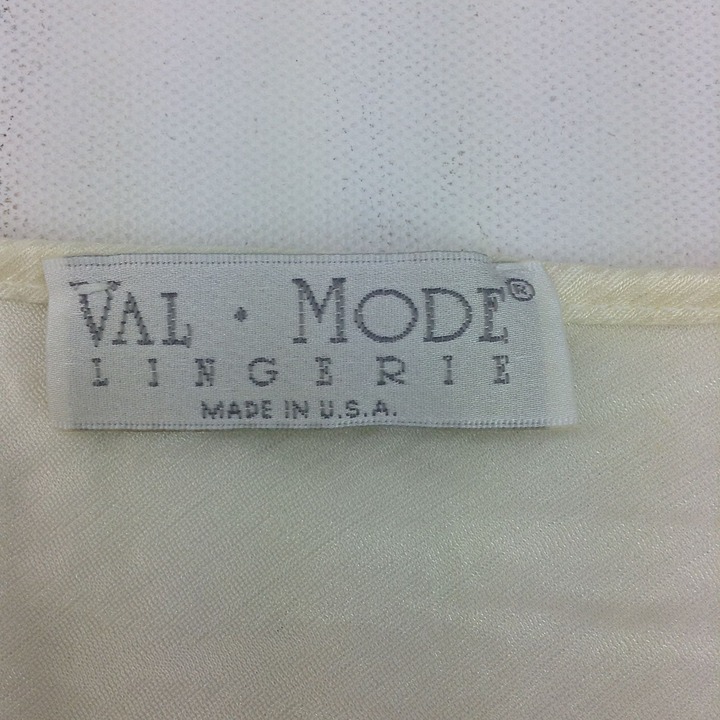 VAL · MODE®
LINGERIE
MADE IN U.S.A.